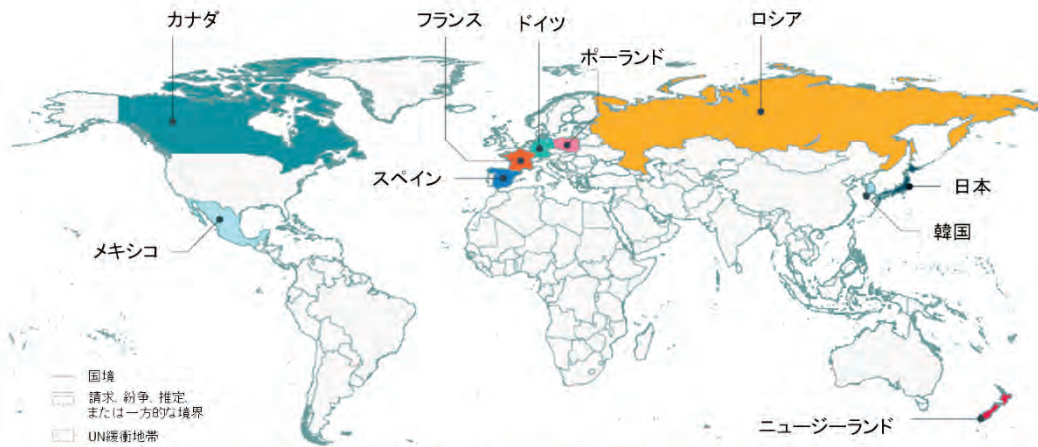 カナダ
フランス
ドイツ
ロシア
ポーランド
スペイン
日本
韓国
メキシコ
国境
請求, 紛争, 推定,
または一方的な境界
UN緩衝地帯
ニュージーランド